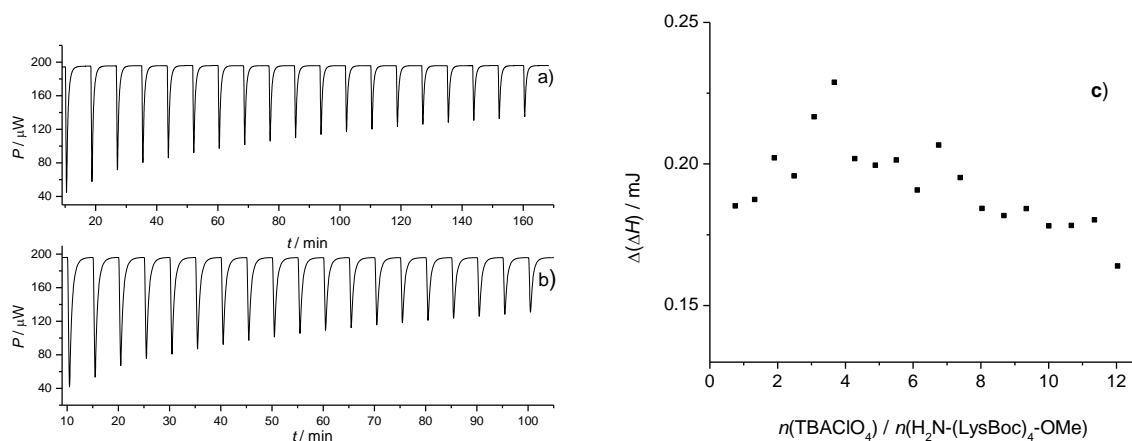 200
160
120
80
40
P / μW
a)
20 40 60 80 100 120 140 160
t / min
200
160
120
80
40
P / μW
b)
10 20 30 40 50 60 70 80 90 100
t / min
0.25
0.20
0.15
Δ(ΔH) / mJ
c)
0 2 4 6 8 10 12
n(TBAClO₄) / n(H₂N-(LysBoc)₄-OMe)